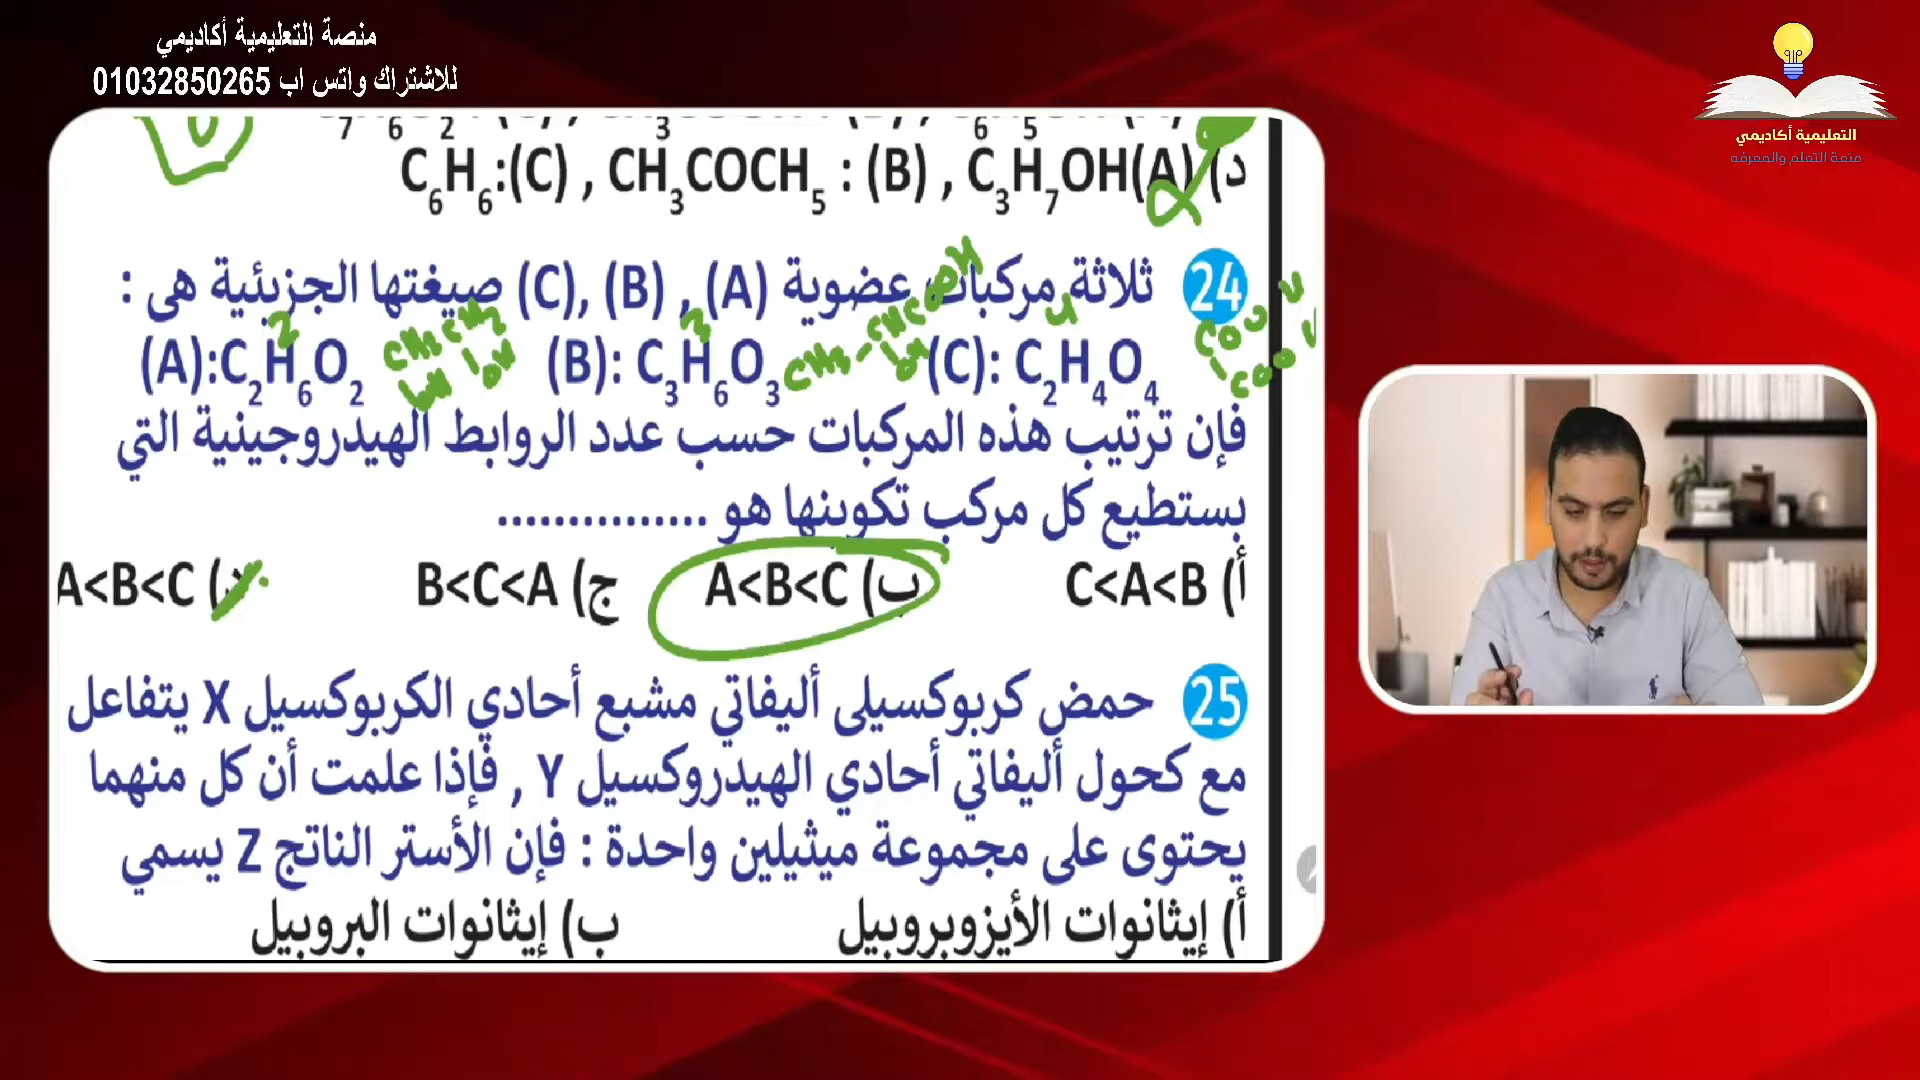 منصة التعليمية أكاديمي
للاشتراك واتس اب 01032850265
التعليمية أكاديمي
متعة التعلم والمعرفه
د) C₆H₆:(C) , CH₃COCH₅ : (B) , C₃H₇OH(A)
24 ثلاثة مركبات عضوية (A) , (B) ,(C) صيغتها الجزيئية هى :
(A):C₂H₆O₂ (B): C₃H₆O₃ (C): C₂H₄O₄
فإن ترتيب هذه المركبات حسب عدد الروابط الهيدروجينية التي
يستطيع كل مركب تكوينها هو ...............
أ) C<A<B ب) A<B<C ج) B<C<A د) A<B<C
25 حمض كربوكسيلى أليفاتي مشبع أحادي الكربوكسيل X يتفاعل
مع كحول أليفاتي أحادي الهيدروكسيل Y , فإذا علمت أن كل منهما
يحتوى على مجموعة ميثيلين واحدة : فإن الأستر الناتج Z يسمي
أ) إيثانوات الأيزوبروبيل ب) إيثانوات البروبيل